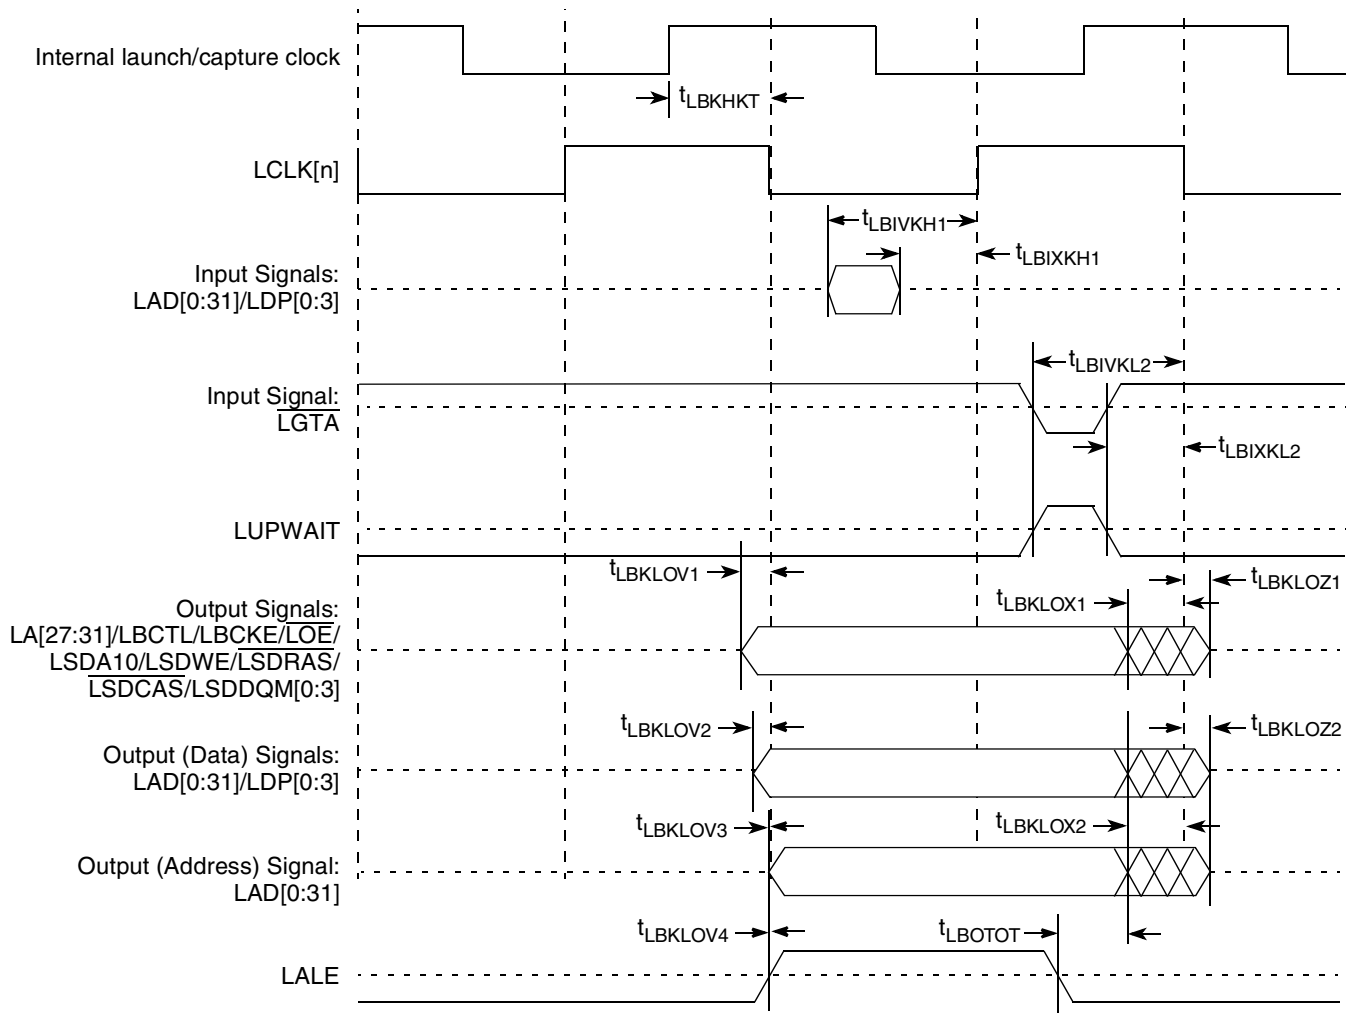 Internal launch/capture clock
tLBKHKT
LCLK[n]
tLBIVKH1
tLBIXKH1
Input Signals:
LAD[0:31]/LDP[0:3]
tLBIVKL2
Input Signal:
LGTA
tLBIXKL2
LUPWAIT
tLBKLOV1
tLBKLOZ1
tLBKLOX1
Output Signals:
LA[27:31]/LBCTL/LBCKE/LOE/
LSDA10/LSDWE/LSDRAS/
LSDCAS/LSDDQM[0:3]
tLBKLOV2
tLBKLOZ2
Output (Data) Signals:
LAD[0:31]/LDP[0:3]
tLBKLOV3
tLBKLOX2
Output (Address) Signal:
LAD[0:31]
tLBKLOV4
tLBOTOT
LALE